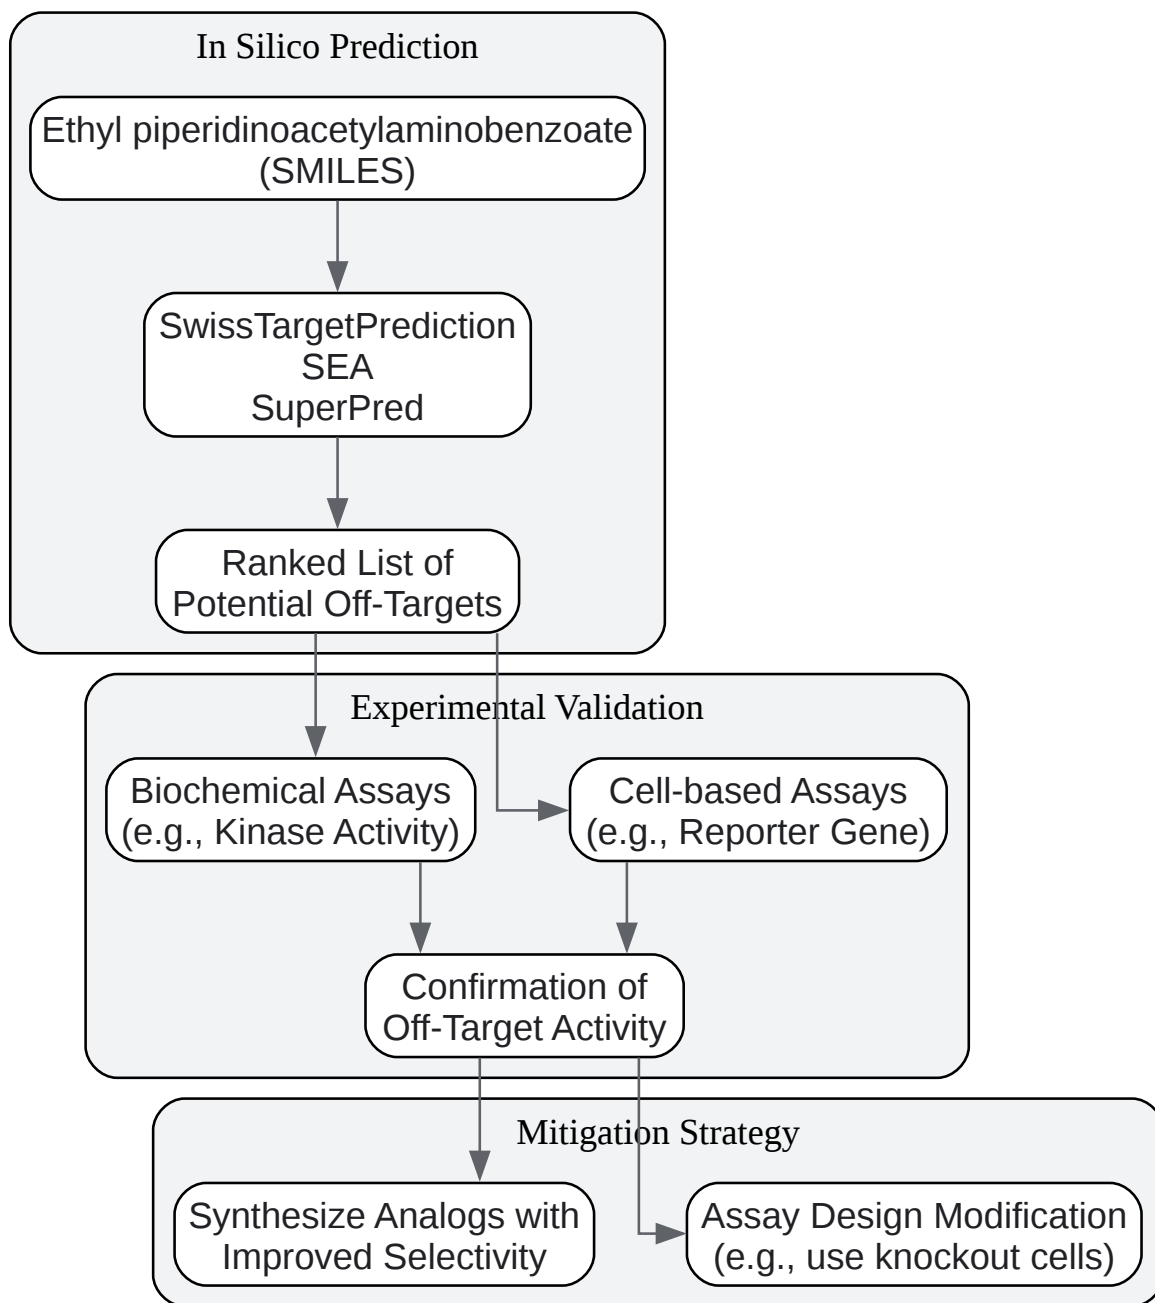 In Silico Prediction
Ethyl piperidinoacetylaminobenzoate
(SMILES)
SwissTargetPrediction
SEA
SuperPred
Ranked List of
Potential Off-Targets
Experimental Validation
Biochemical Assays
(e.g., Kinase Activity)
Cell-based Assays
(e.g., Reporter Gene)
Confirmation of
Off-Target Activity
Mitigation Strategy
Synthesize Analogs with
Improved Selectivity
Assay Design Modification
(e.g., use knockout cells)